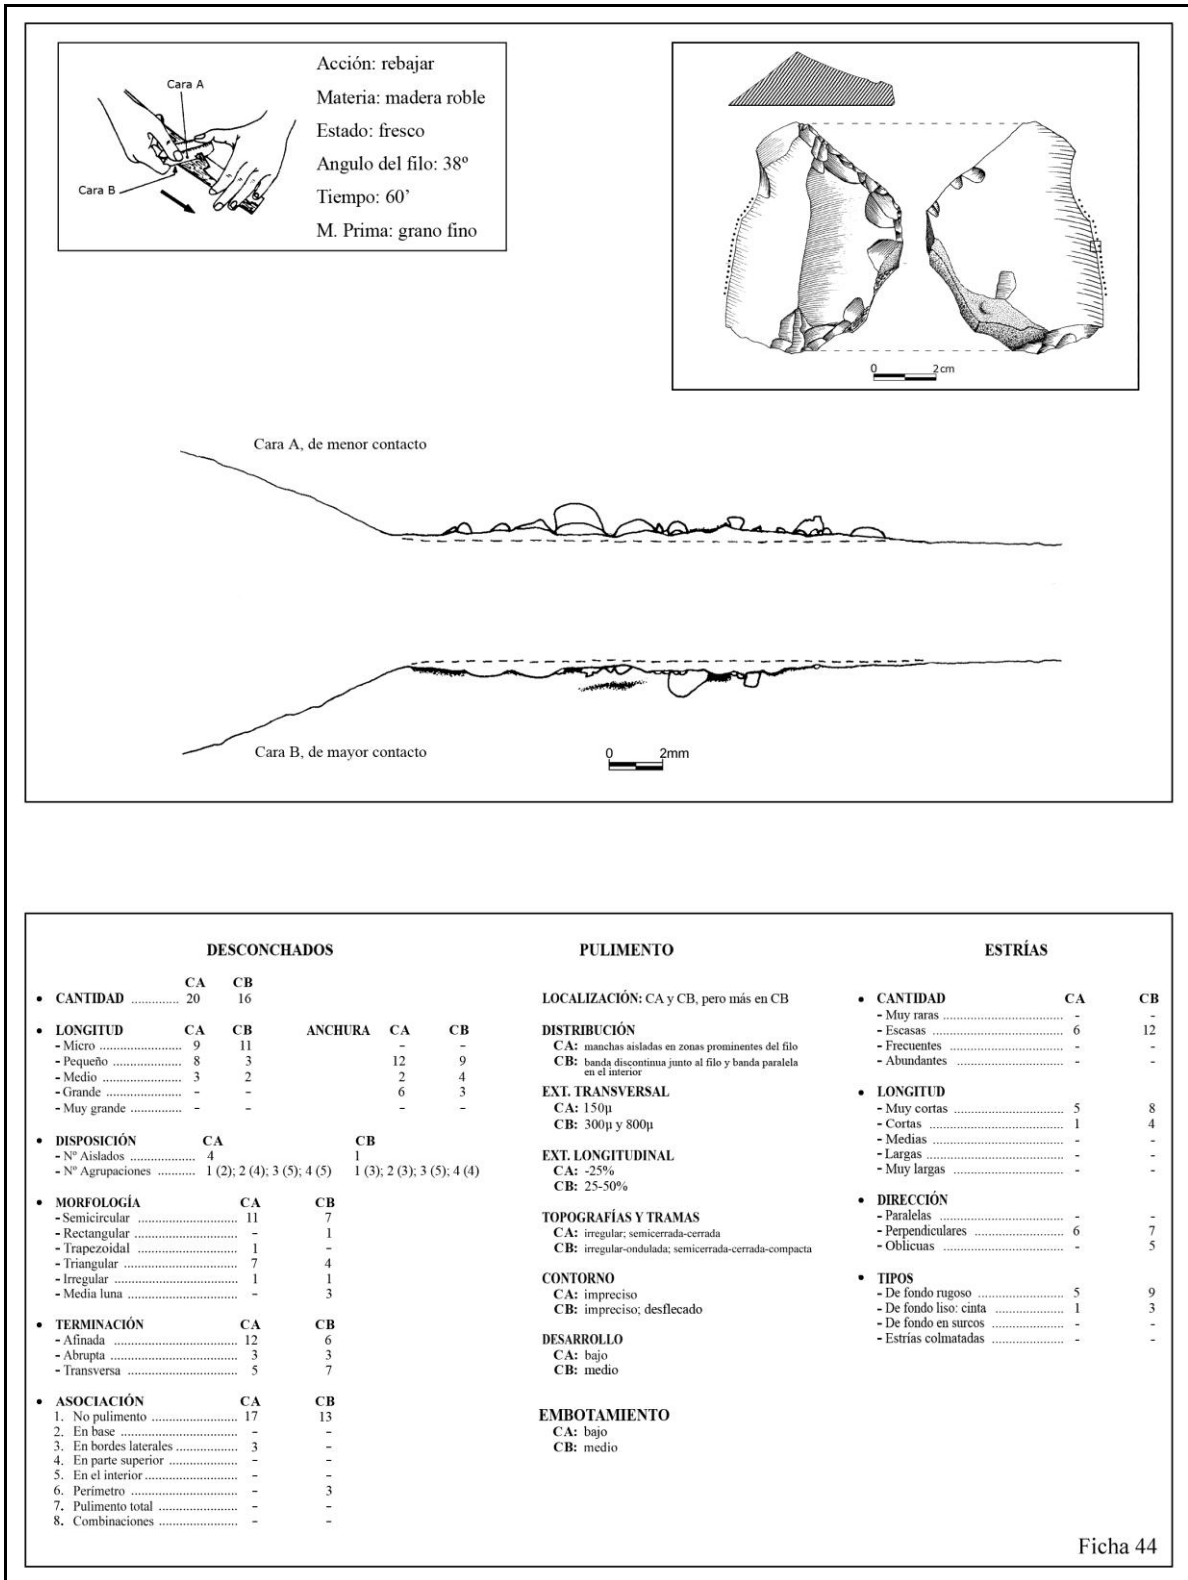 Cara A
Cara B
Acción: rebajar
Materia: madera roble
Estado: fresco
Angulo del filo: 38º
Tiempo: 60’
M. Prima: grano fino
0 2cm
Cara A, de menor contacto
Cara B, de mayor contacto
0 2mm
DESCONCHADOS
CA CB
• CANTIDAD .............. 20 16
• LONGITUD CA CB ANCHURA CA CB
- Micro ........................ 9 11 - -
- Pequeño .................... 8 3 12 9
- Medio ....................... 3 2 2 4
- Grande ...................... - - 6 3
- Muy grande ............... - - - -
• DISPOSICIÓN CA CB
- Nº Aislados ..................... 4 1
- Nº Agrupaciones ........... 1 (2); 2 (4); 3 (5); 4 (5) 1 (3); 2 (3); 3 (5); 4 (4)
• MORFOLOGÍA CA CB
- Semicircular ............................. 11 7
- Rectangular .............................. - 1
- Trapezoidal .............................. 1 -
- Triangular ................................ 7 4
- Irregular ................................... 1 1
- Media luna ............................... - 3
• TERMINACIÓN CA CB
- Afinada .................................... 12 6
- Abrupta .................................... 3 3
- Transversa ................................ 5 7
• ASOCIACIÓN CA CB
1. No pulimento ......................... 17 13
2. En base ................................... - -
3. En bordes laterales .................. 3 -
4. En parte superior ..................... - -
5. En el interior ........................... - -
6. Perímetro ................................ - 3
7. Pulimento total ....................... - -
8. Combinaciones ....................... - -
PULIMENTO
LOCALIZACIÓN: CA y CB, pero más en CB
DISTRIBUCIÓN
CA: manchas aisladas en zonas prominentes del filo
CB: banda discontinua junto al filo y banda paralela
en el interior
EXT. TRANSVERSAL
CA: 150µ
CB: 300µ y 800µ
EXT. LONGITUDINAL
CA: -25%
CB: 25-50%
TOPOGRAFÍAS Y TRAMAS
CA: irregular; semicerrada-cerrada
CB: irregular-ondulada; semicerrada-cerrada-compacta
CONTORNO
CA: impreciso
CB: impreciso; desflecado
DESARROLLO
CA: bajo
CB: medio
EMBOTAMIENTO
CA: bajo
CB: medio
ESTRÍAS
• CANTIDAD CA CB
- Muy raras ........................... - -
- Escasas ............................... 6 12
- Frecuentes .......................... - -
- Abundantes ........................ - -
• LONGITUD
- Muy cortas ................................ 5 8
- Cortas ....................................... 1 4
- Medias ...................................... - -
- Largas ....................................... - -
- Muy largas ................................ - -
• DIRECCIÓN
- Paralelas ................................... - -
- Perpendiculares ........................ 6 7
- Oblicuas ................................... - 5
• TIPOS
- De fondo rugoso ....................... 5 9
- De fondo liso: cinta .................... 1 3
- De fondo en surcos .................... - -
- Estrías colmatadas ..................... - -
Ficha 44